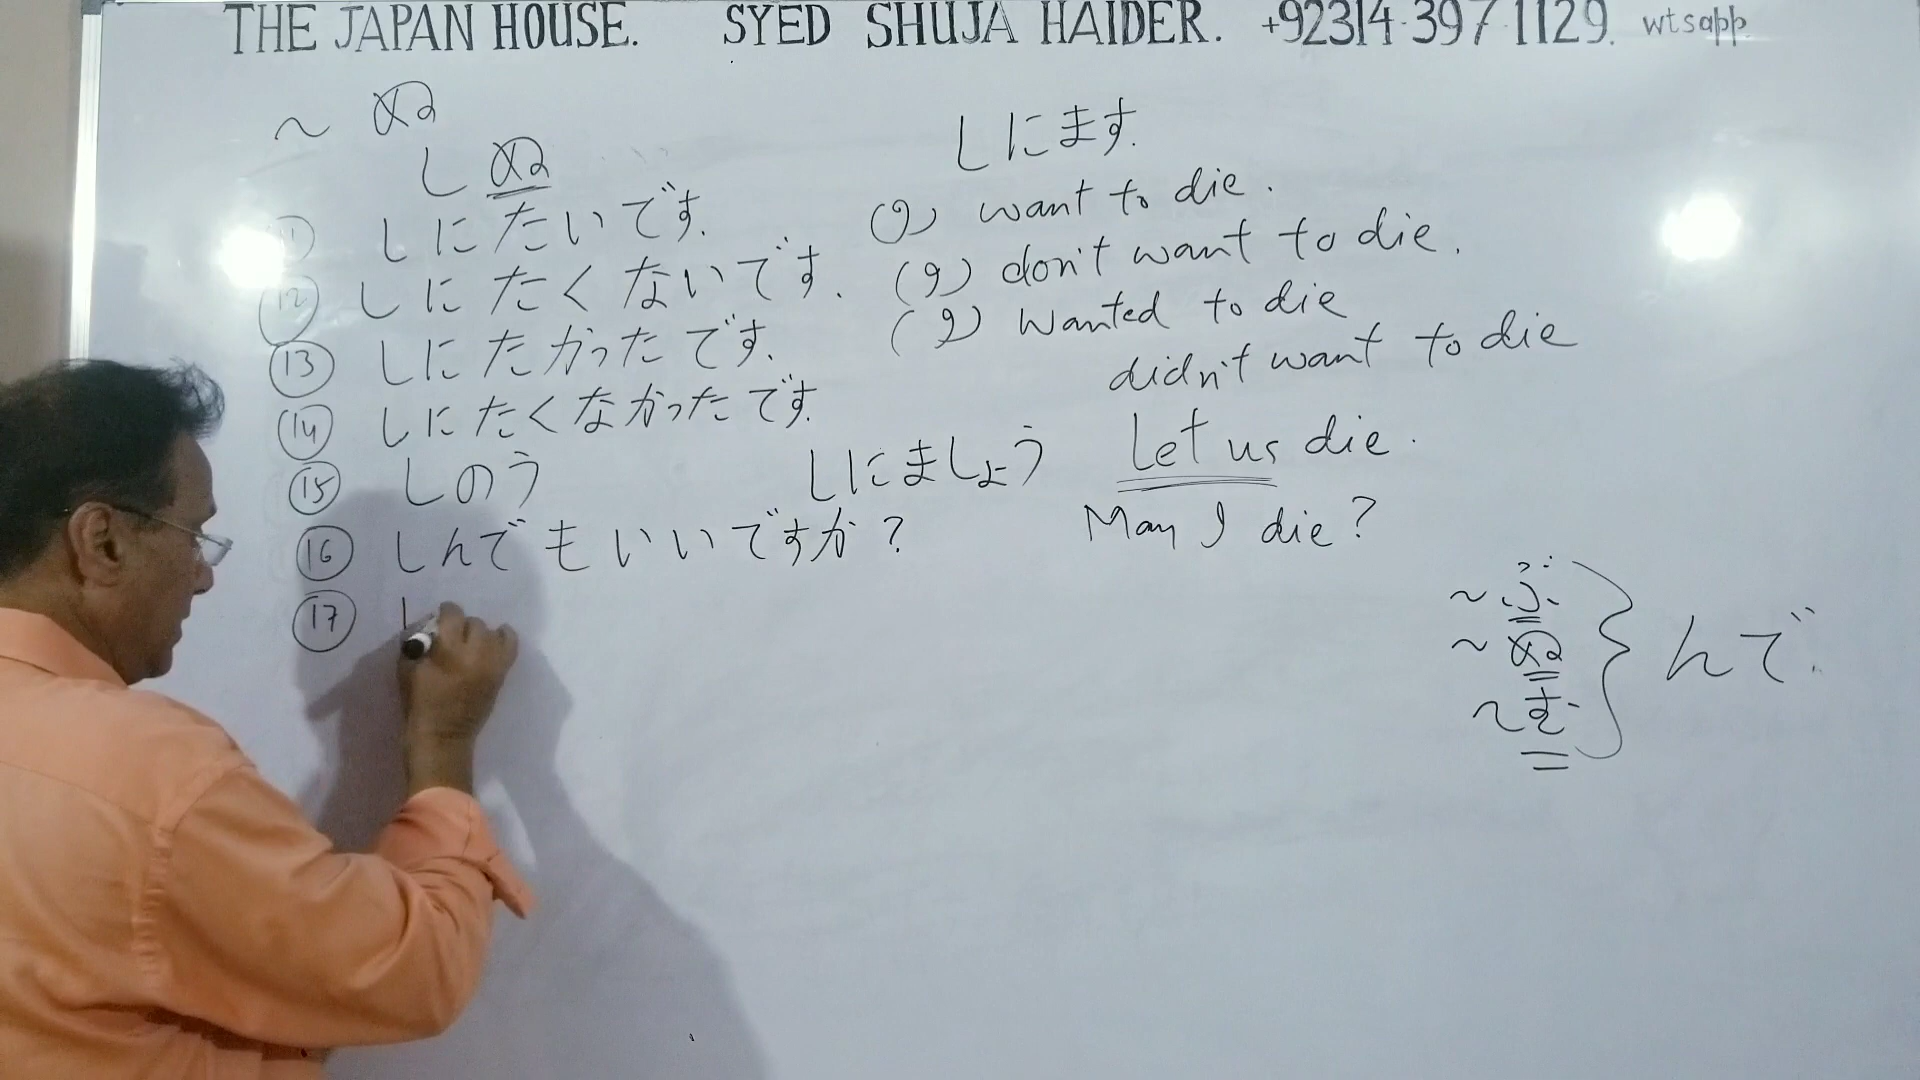 THE JAPAN HOUSE. SYED SHUJA HAIDER. +92314-3971129. wtsapp
~ ぬ
しぬ しにます.
11 しにたいです. (I) want to die.
12 しにたくないです. (I) don't want to die.
13 しにたかったです. (I) wanted to die
14 しにたくなかったです. didn't want to die
15 しのう しにましょう Let us die.
16 しんでもいいですか? May I die?
17 し
~ぶ
~ぬ んで
~む